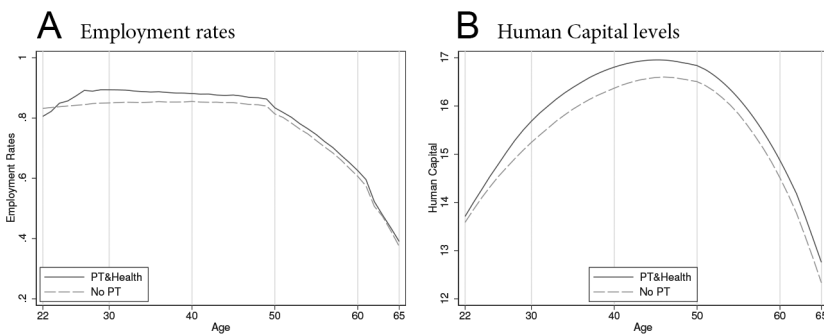 A Employment rates
1
.8
.6
.4
.2
Employment Rates
PT&Health
No PT
22 30 40 50 60 65
Age
B Human Capital levels
17
16
15
14
13
12
Human Capital
PT&Health
No PT
22 30 40 50 60 65
Age